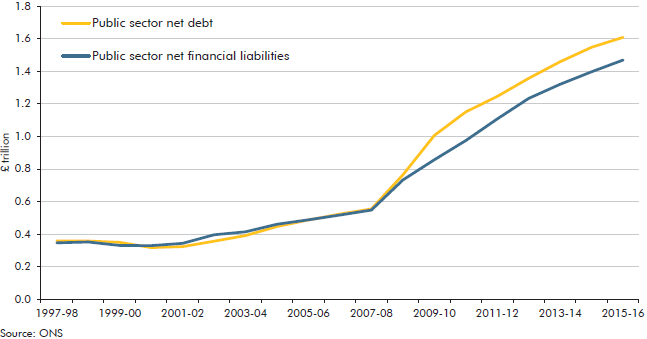 1.8
Public sector net debt
1.6
Public sector net financial liabilities
1.4
1.2
1.0
£ trillion
0.8
0.6
0.4
0.2
0.0
1997-98 1999-00 2001-02 2003-04 2005-06 2007-08 2009-10 2011-12 2013-14 2015-16
Source: ONS